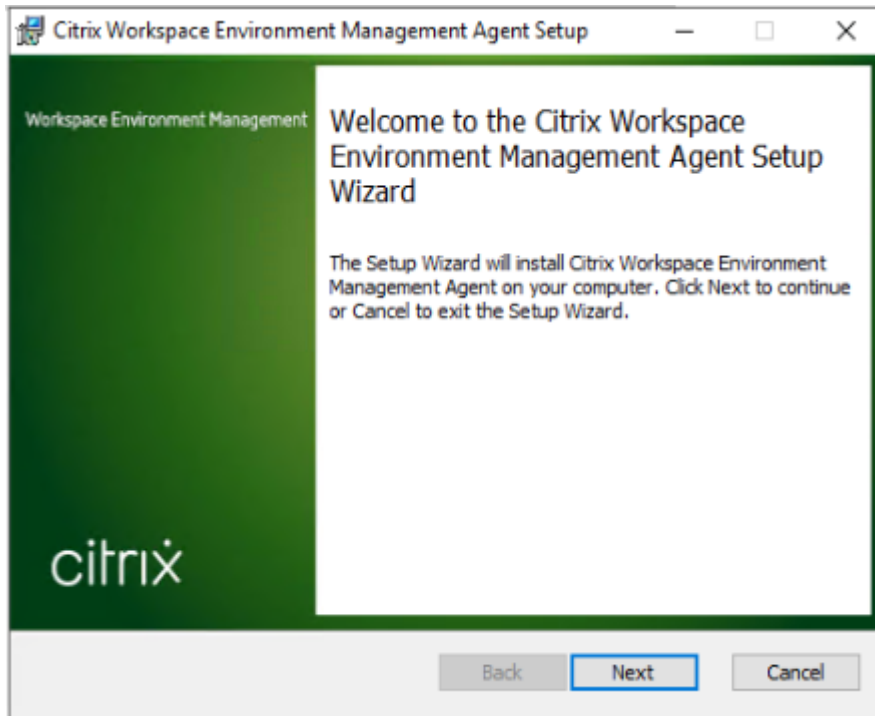 Citrix Workspace Environment Management Agent Setup
Workspace Environment Management
Welcome to the Citrix Workspace
Environment Management Agent Setup
Wizard
The Setup Wizard will install Citrix Workspace Environment
Management Agent on your computer. Click Next to continue
or Cancel to exit the Setup Wizard.
citrix
Back
Next
Cancel